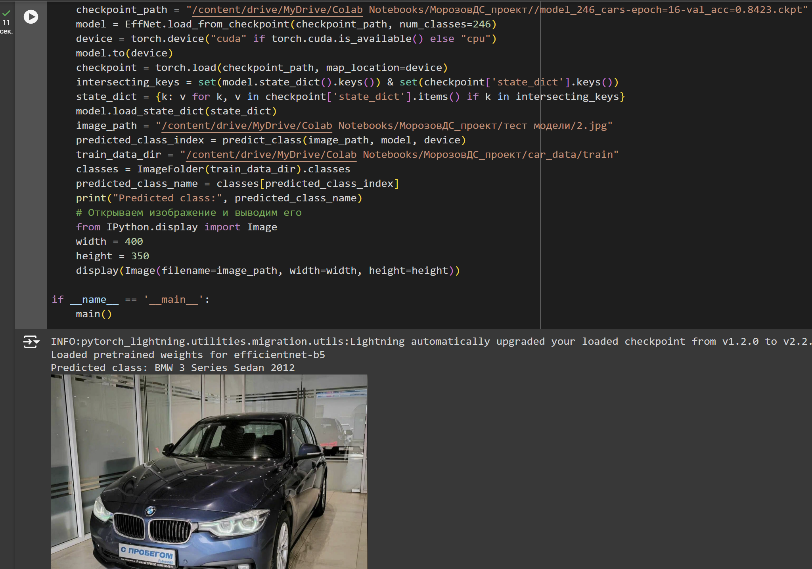 checkpoint_path = "/content/drive/MyDrive/Colab Notebooks/МорозовДС_проект//model_246_cars-epoch=16-val_acc=0.8423.ckpt"
model = EffNet.load_from_checkpoint(checkpoint_path, num_classes=246)
11
сек.
device = torch.device("cuda" if torch.cuda.is_available() else "cpu")
model.to(device)
checkpoint = torch.load(checkpoint_path, map_location=device)
intersecting_keys = set(model.state_dict().keys()) & set(checkpoint['state_dict'].keys())
state_dict = {k: v for k, v in checkpoint['state_dict'].items() if k in intersecting_keys}
model.load_state_dict(state_dict)
image_path = "/content/drive/MyDrive/Colab Notebooks/МорозовДС_проект/тест модели/2.jpg"
predicted_class_index = predict_class(image_path, model, device)
train_data_dir = "/content/drive/MyDrive/Colab Notebooks/МорозовДС_проект/car_data/train"
classes = ImageFolder(train_data_dir).classes
predicted_class_name = classes[predicted_class_index]
print("Predicted class:", predicted_class_name)
# Открываем изображение и выводим его
from IPython.display import Image
width = 400
height = 350
display(Image(filename=image_path, width=width, height=height))
if __name__ == '__main__':
main()
INFO:pytorch_lightning.utilities.migration.utils:Lightning automatically upgraded your loaded checkpoint from v1.2.0 to v2.2.
Loaded pretrained weights for efficientnet-b5
Predicted class: BMW 3 Series Sedan 2012
С ПРОБЕГОМ